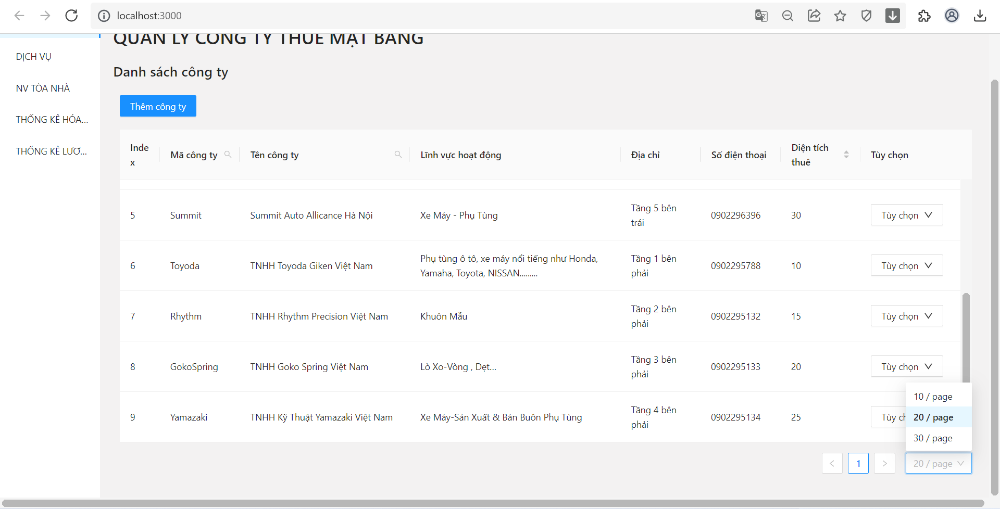 localhost:3000
QUẢN LÝ CÔNG TY THUÊ MẶT BẰNG
DỊCH VỤ
NV TÒA NHÀ
THỐNG KÊ HÓA...
THỐNG KÊ LƯƠ...
Danh sách công ty
Thêm công ty
Inde
x
Mã công ty
Tên công ty
Lĩnh vực hoạt động
Địa chỉ
Số điện thoại
Diện tích
thuê
Tùy chọn
5
Summit
Summit Auto Allicance Hà Nội
Xe Máy - Phụ Tùng
Tầng 5 bên
trái
0902296396
30
Tùy chọn
6
Toyoda
TNHH Toyoda Giken Việt Nam
Phụ tùng ô tô, xe máy nổi tiếng như Honda,
Yamaha, Toyota, NISSAN.........
Tầng 1 bên
phải
0902295788
10
Tùy chọn
7
Rhythm
TNHH Rhythm Precision Việt Nam
Khuôn Mẫu
Tầng 2 bên
phải
0902295132
15
Tùy chọn
8
GokoSpring
TNHH Goko Spring Việt Nam
Lò Xo-Vòng , Dẹt...
Tầng 3 bên
phải
0902295133
20
Tùy chọn
9
Yamazaki
TNHH Kỹ Thuật Yamazaki Việt Nam
Xe Máy-Sản Xuất & Bán Buôn Phụ Tùng
Tầng 4 bên
phải
0902295134
25
Tùy ch
10 / page
20 / page
30 / page
1
20 / page